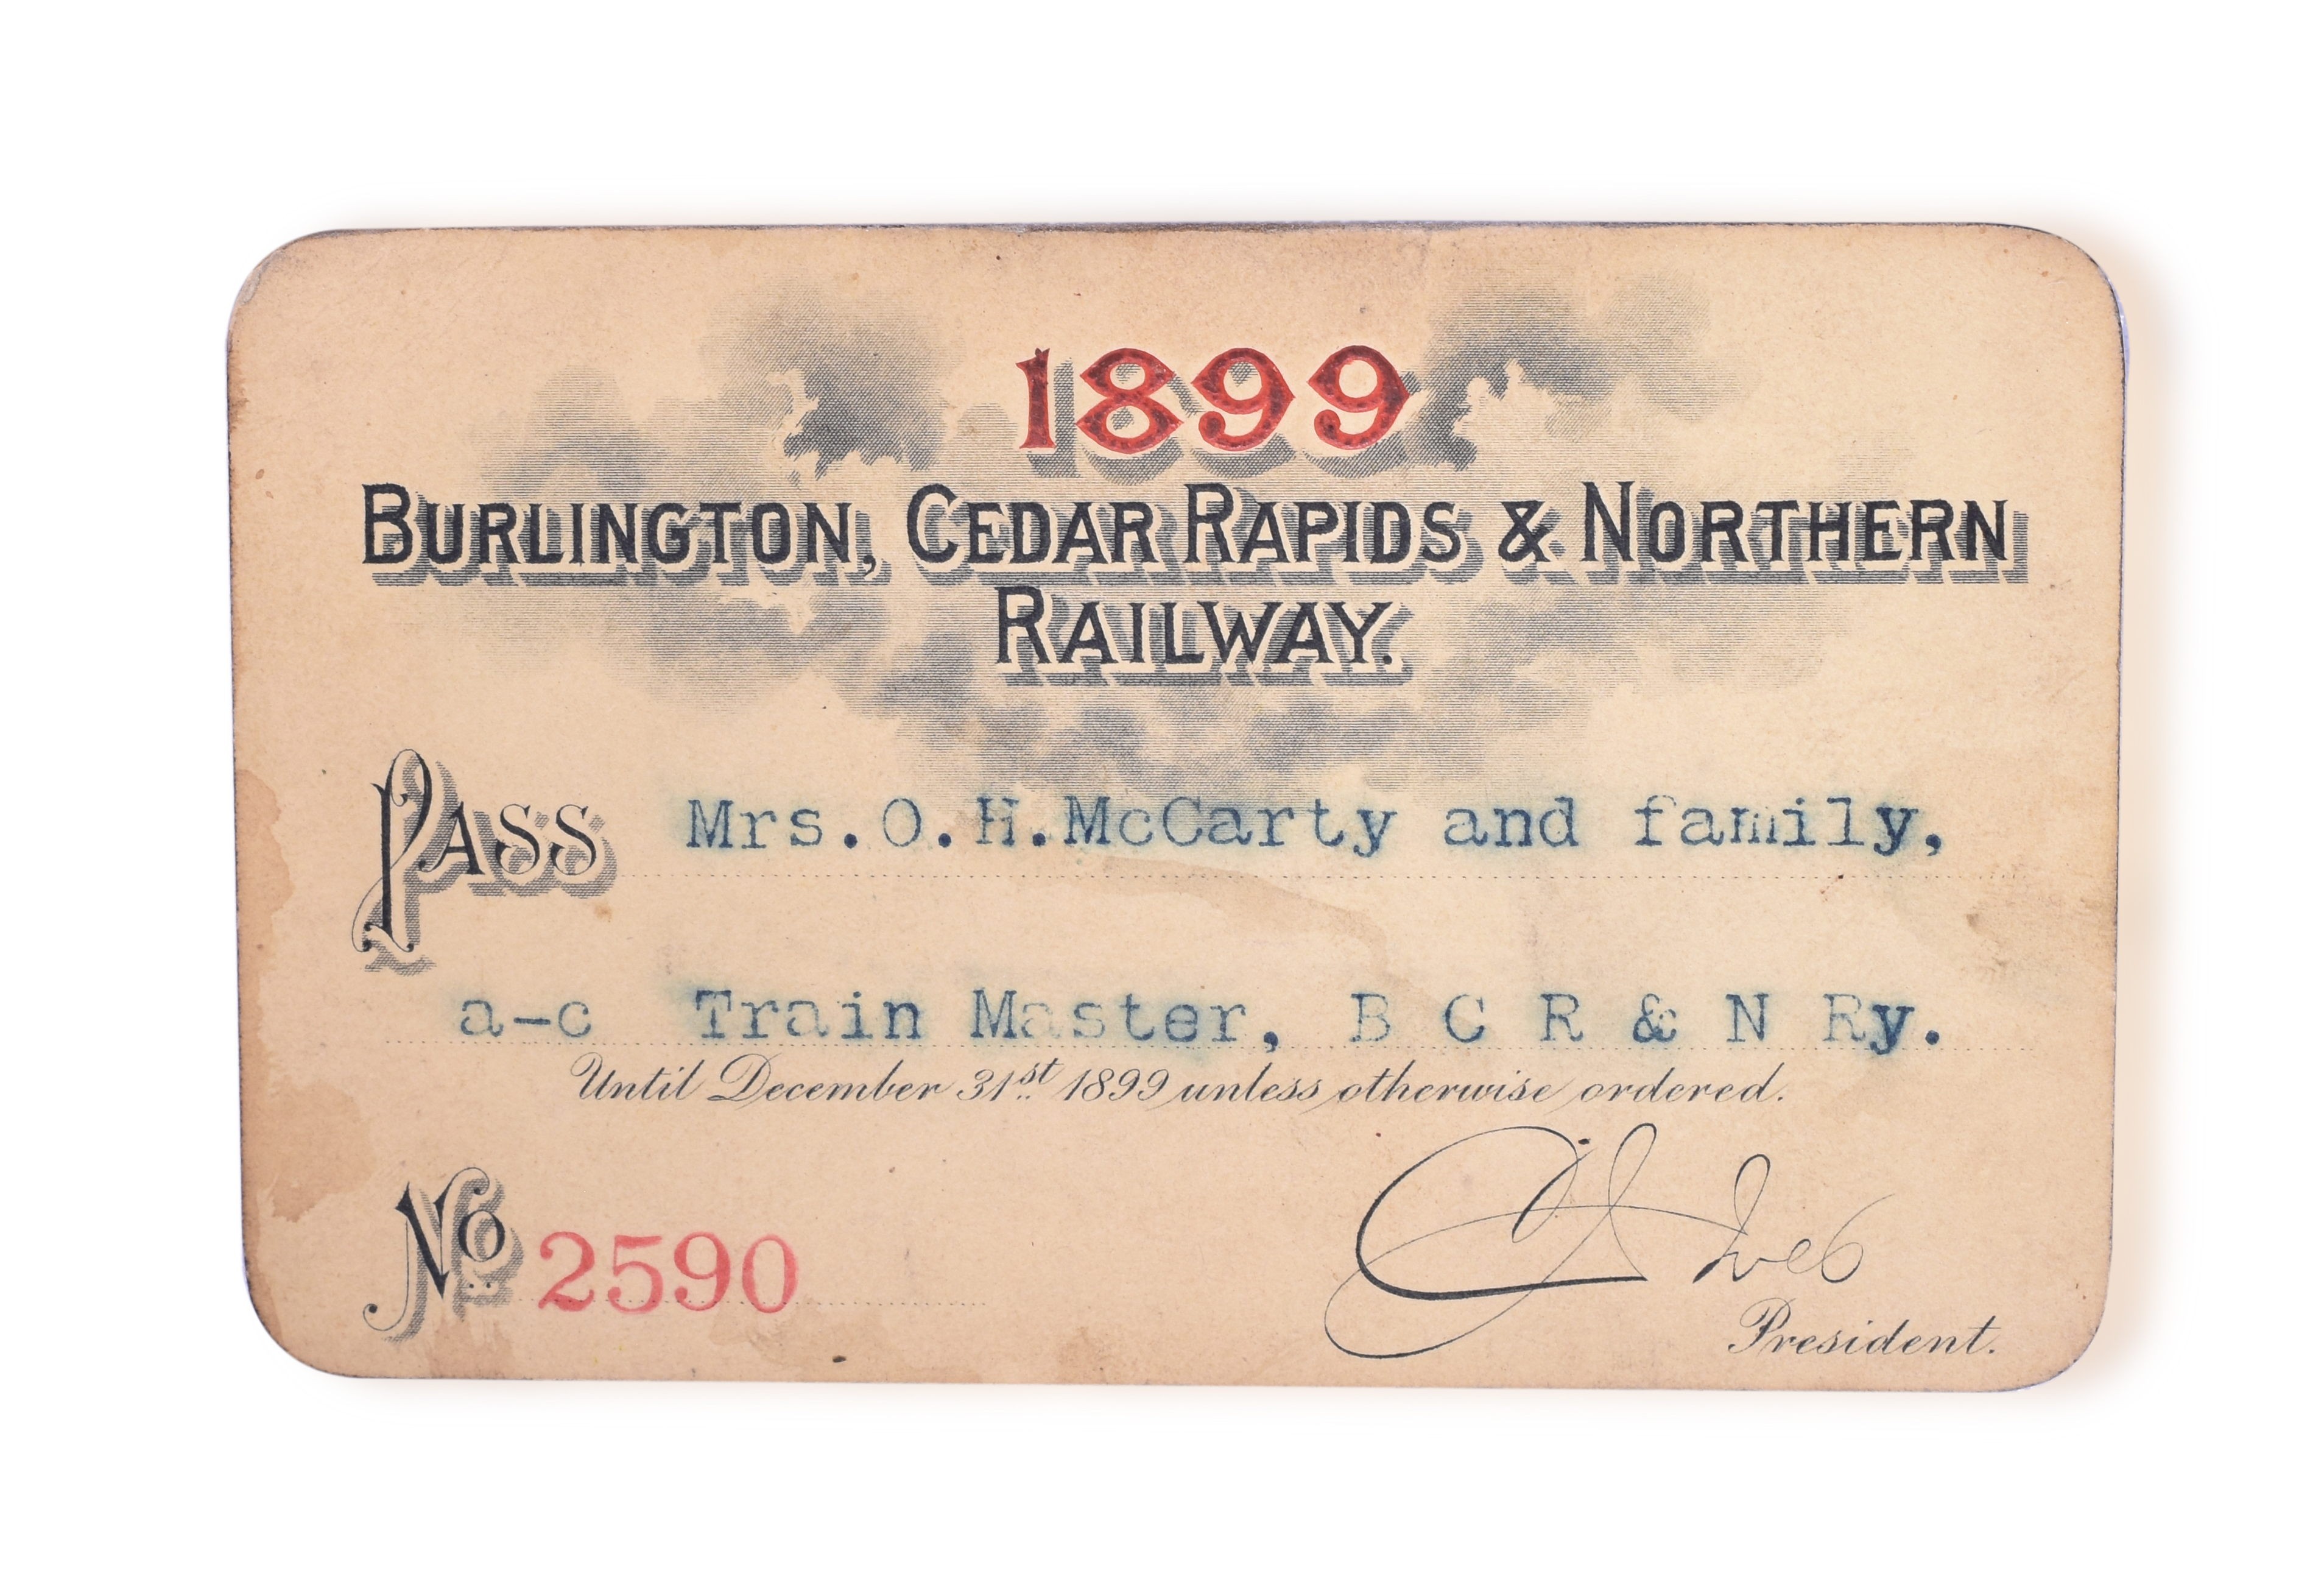 1899
BURLINGTON, CEDAR RAPIDS & NORTHERN
RAILWAY.
PASS Mrs.O.H.McCarty and family,
a-c Train Master, B C R & N Ry.
Until December 31st 1899 unless otherwise ordered.
No 2590
C J Ives
President.